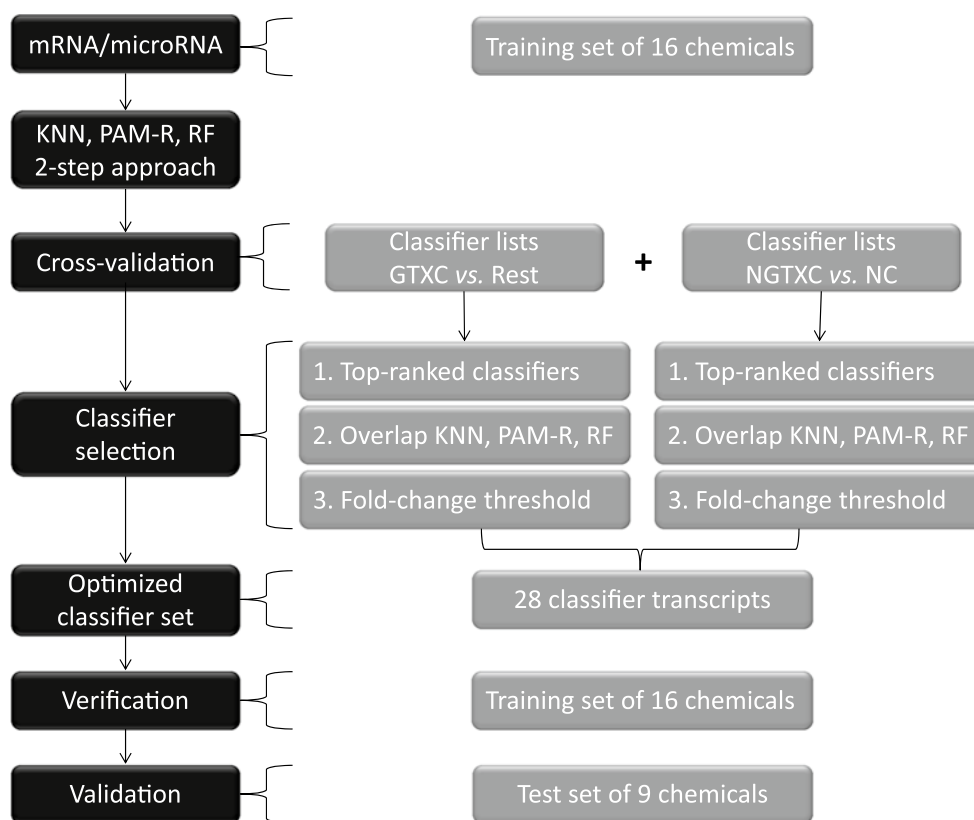 mRNA/microRNA
Training set of 16 chemicals
KNN, PAM-R, RF
2-step approach
Cross-validation
Classifier lists
GTXC vs. Rest
+
Classifier lists
NGTXC vs. NC
Classifier
selection
1. Top-ranked classifiers
2. Overlap KNN, PAM-R, RF
3. Fold-change threshold
1. Top-ranked classifiers
2. Overlap KNN, PAM-R, RF
3. Fold-change threshold
Optimized
classifier set
28 classifier transcripts
Verification
Training set of 16 chemicals
Validation
Test set of 9 chemicals